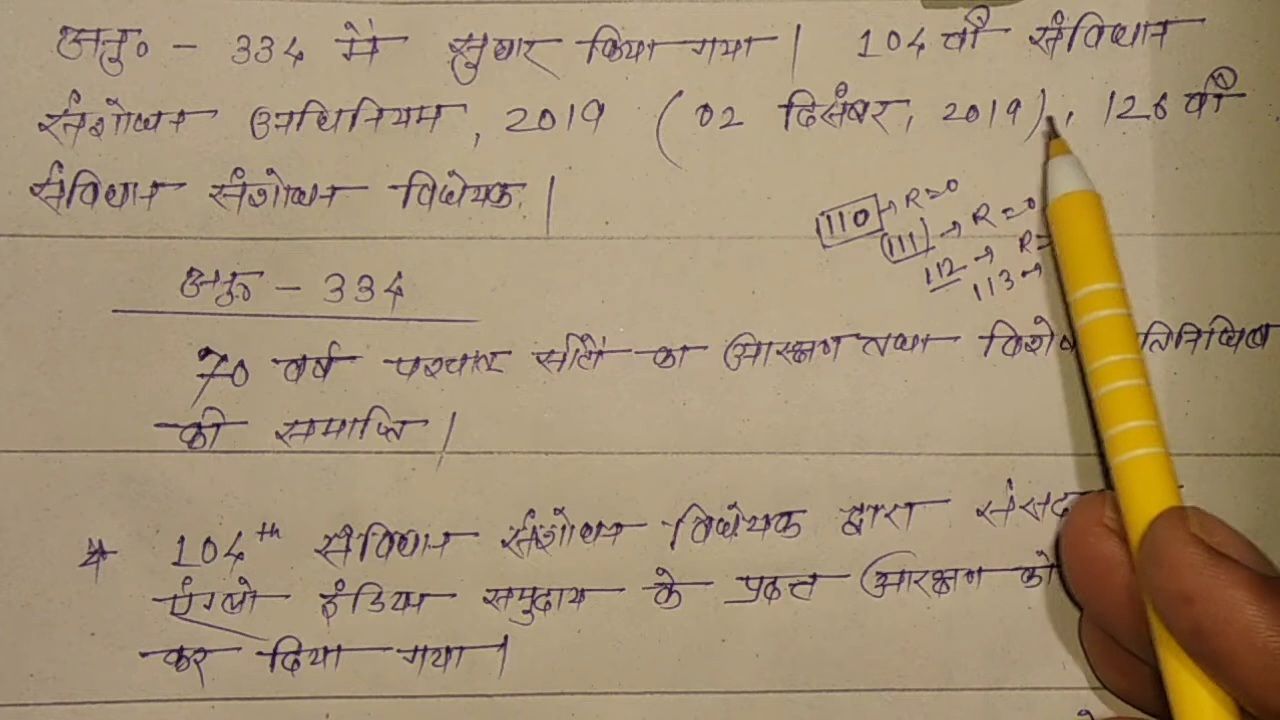 अनु० - 334 में सुधार किया गया | 104 वाँ संविधान
संशोधन अधिनियम, 2019 (02 दिसंबर, 2019), 126 वाँ
संविधान संशोधन विधेयक |
110 → R=0
(111) → R=0
112 → R=
113 →
अनु० - 334
70 वर्ष पश्चात सीटों का आरक्षण तथा विशेष
की समाप्ति |
* 104th संविधान संशोधन विधेयक द्वारा संसद
एंग्लो इंडियन समुदाय के प्रदत्त आरक्षण को
कर दिया गया |